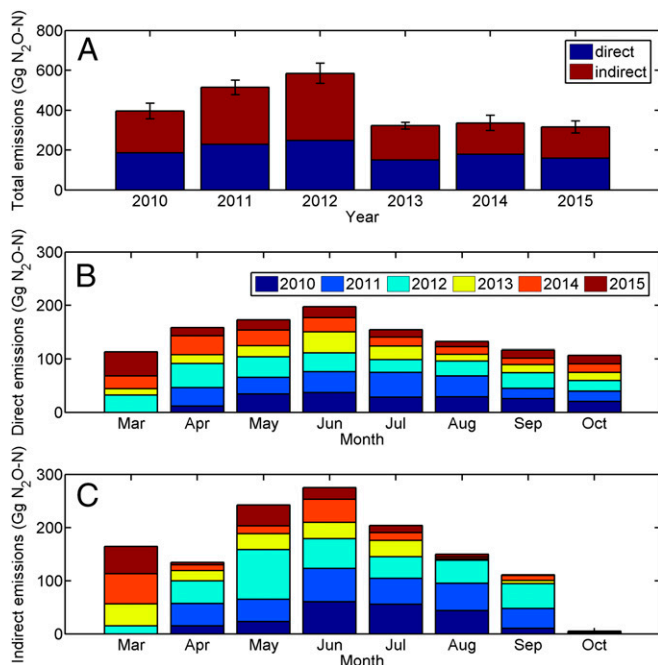 A
Total emissions (Gg N₂O-N)
800
600
400
200
0
direct
indirect
2010 2011 2012 2013 2014 2015
Year
B
Direct emissions (Gg N₂O-N)
300
200
100
0
2010 2011 2012 2013 2014 2015
Mar Apr May Jun Jul Aug Sep Oct
Month
C
Indirect emissions (Gg N₂O-N)
300
200
100
0
Mar Apr May Jun Jul Aug Sep Oct
Month